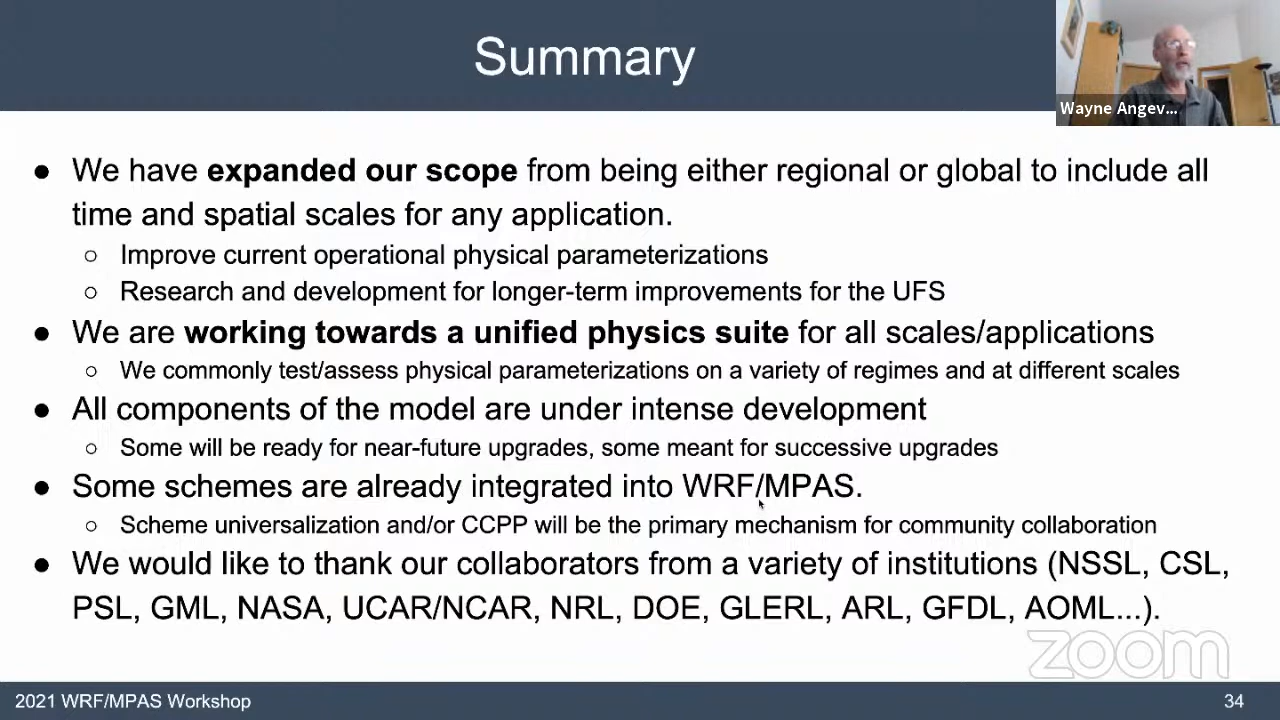 Summary
Wayne Angev...
● We have expanded our scope from being either regional or global to include all
time and spatial scales for any application.
○ Improve current operational physical parameterizations
○ Research and development for longer-term improvements for the UFS
● We are working towards a unified physics suite for all scales/applications
○ We commonly test/assess physical parameterizations on a variety of regimes and at different scales
● All components of the model are under intense development
○ Some will be ready for near-future upgrades, some meant for successive upgrades
● Some schemes are already integrated into WRF/MPAS.
○ Scheme universalization and/or CCPP will be the primary mechanism for community collaboration
● We would like to thank our collaborators from a variety of institutions (NSSL, CSL,
PSL, GML, NASA, UCAR/NCAR, NRL, DOE, GLERL, ARL, GFDL, AOML...).
zoom
2021 WRF/MPAS Workshop
34